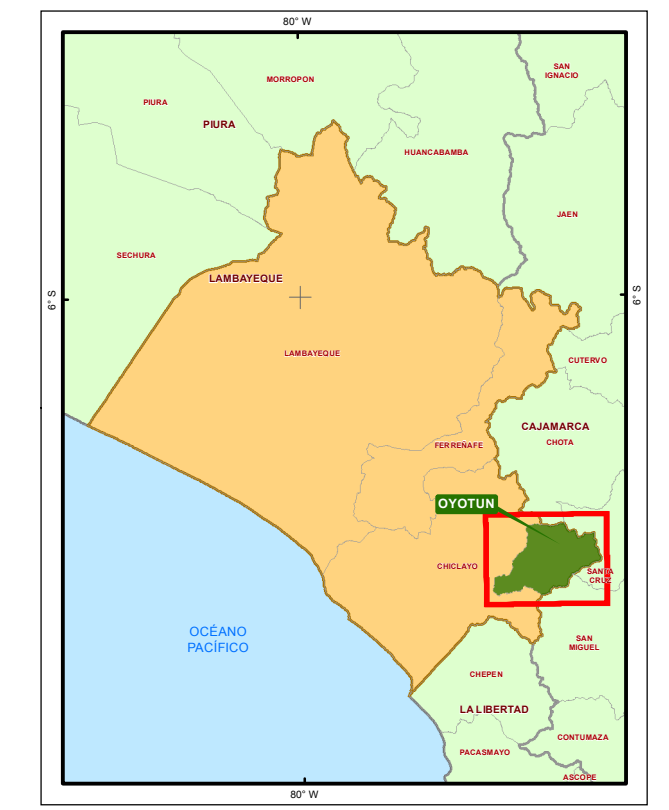 80° W
SAN
IGNACIO
MORROPON
PIURA
PIURA
HUANCABAMBA
JAEN
SECHURA
LAMBAYEQUE
6° S
6° S
LAMBAYEQUE
CUTERVO
CAJAMARCA
CHOTA
FERREÑAFE
OYOTUN
CHICLAYO
SANTA
CRUZ
OCÉANO
PACÍFICO
SAN
MIGUEL
CHEPEN
LA LIBERTAD
CONTUMAZA
PACASMAYO
ASCOPE
80° W